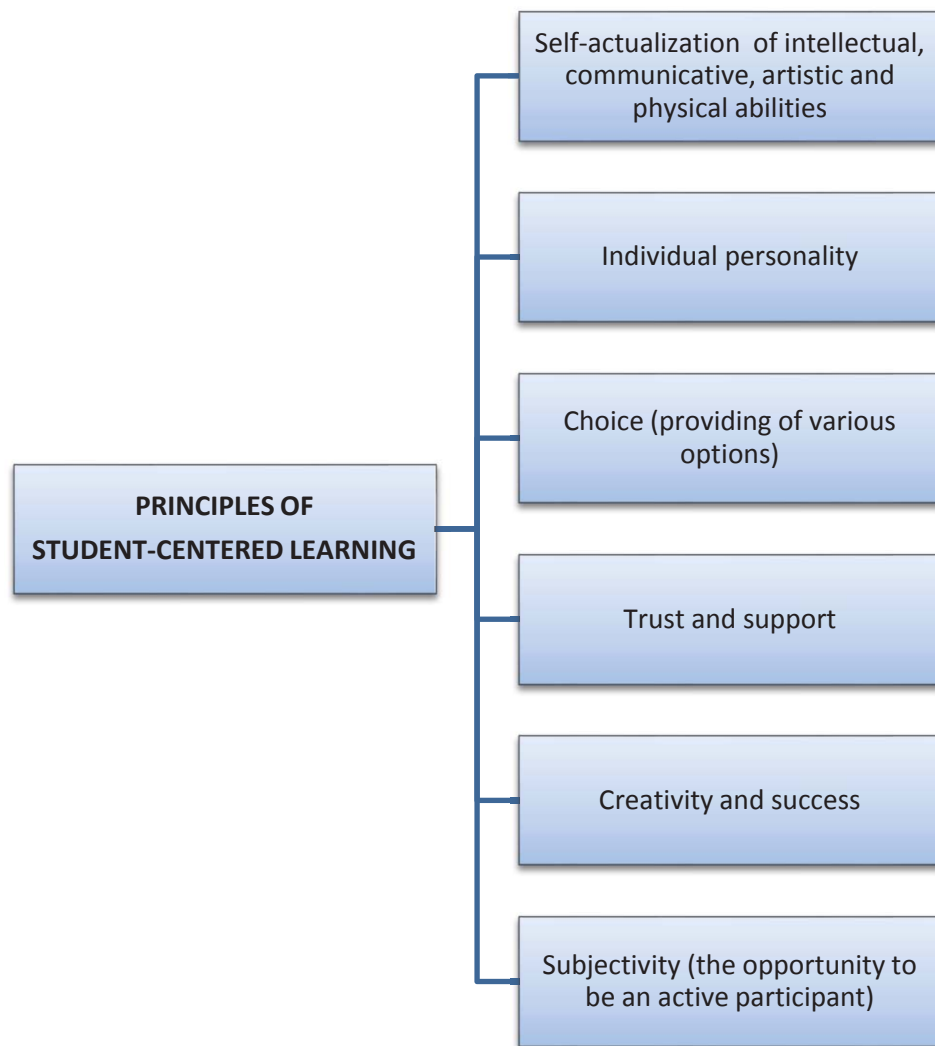 Self-actualization of intellectual,
communicative, artistic and
physical abilities
Individual personality
Choice (providing of various
options)
PRINCIPLES OF
STUDENT-CENTERED LEARNING
Trust and support
Creativity and success
Subjectivity (the opportunity to
be an active participant)